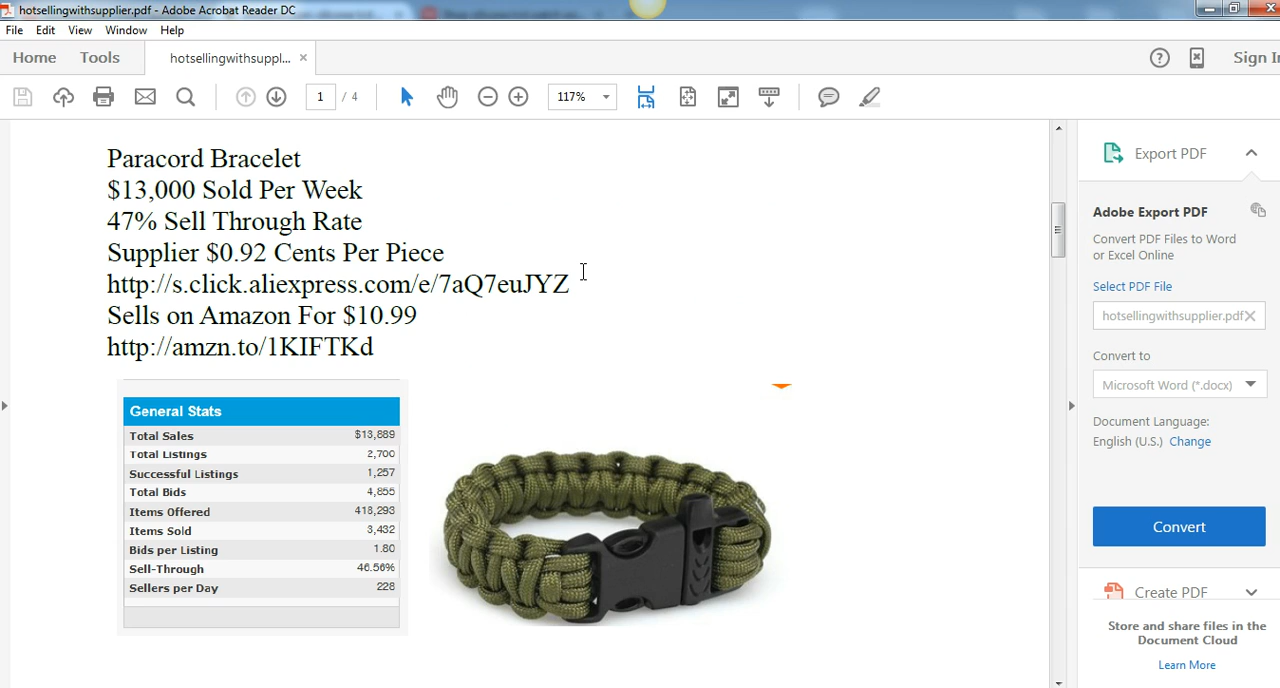 hotsellingwithsupplier.pdf - Adobe Acrobat Reader DC
File Edit View Window Help
Home Tools hotsellingwithsuppl... ×
Sign In
1 / 4 117%
Paracord Bracelet
$13,000 Sold Per Week
47% Sell Through Rate
Supplier $0.92 Cents Per Piece
http://s.click.aliexpress.com/e/7aQ7euJYZ
Sells on Amazon For $10.99
http://amzn.to/1KIFTKd
General Stats
Total Sales $13,889
Total Listings 2,700
Successful Listings 1,257
Total Bids 4,855
Items Offered 418,293
Items Sold 3,432
Bids per Listing 1.80
Sell-Through 46.56%
Sellers per Day 228
Export PDF
Adobe Export PDF
Convert PDF Files to Word
or Excel Online
Select PDF File
hotsellingwithsupplier.pdf
Convert to
Microsoft Word (*.docx)
Document Language:
English (U.S.) Change
Convert
Create PDF
Store and share files in the
Document Cloud
Learn More